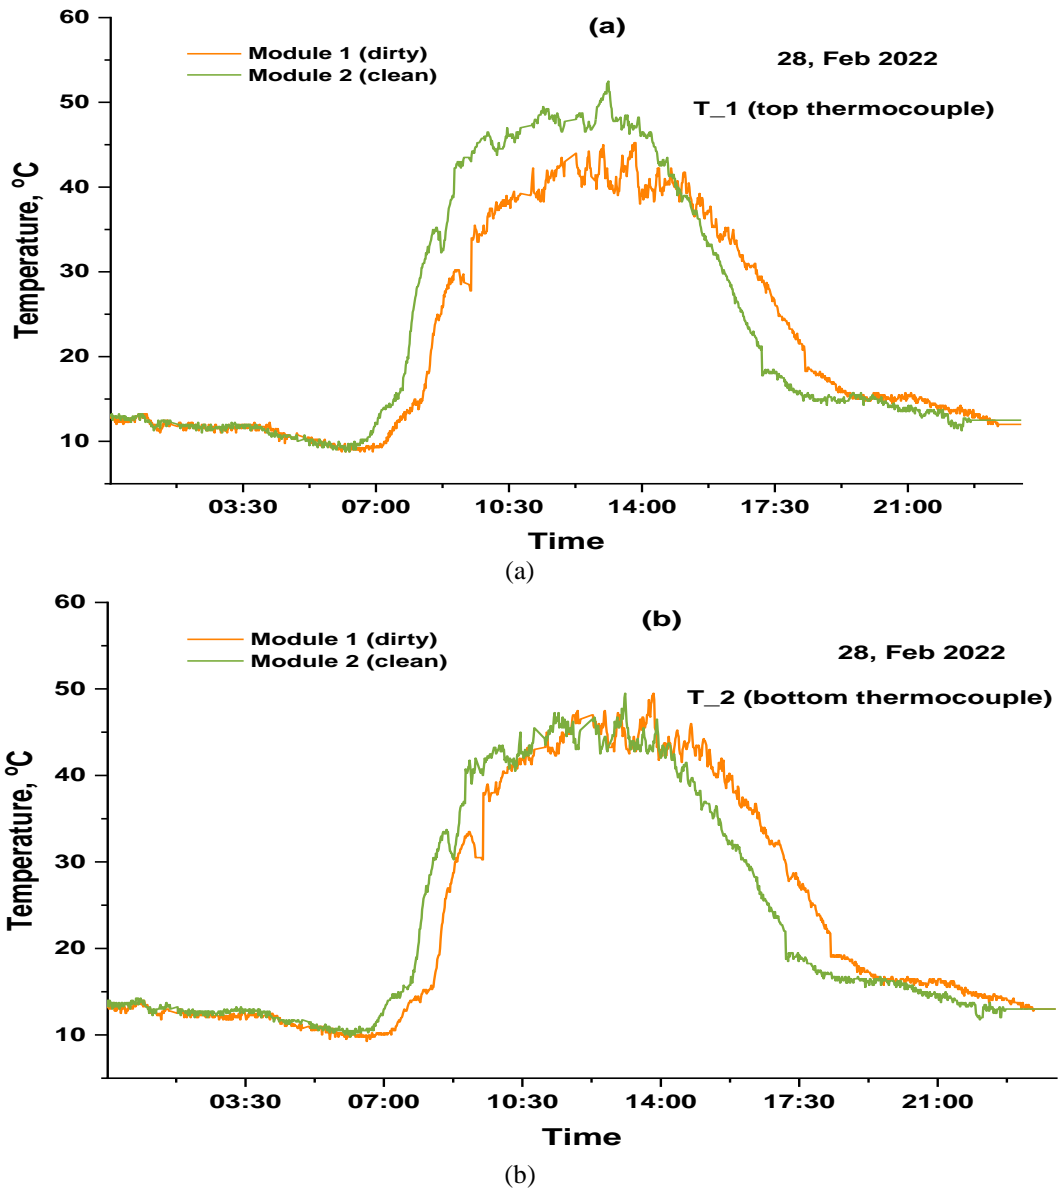 60
(a)
Module 1 (dirty)
28, Feb 2022
Module 2 (clean)
50
T_1 (top thermocouple)
40
Temperature, ⁰C
30
20
10
03:30 07:00 10:30 14:00 17:30 21:00
Time
(a)
60
(b)
Module 1 (dirty)
28, Feb 2022
Module 2 (clean)
50
T_2 (bottom thermocouple)
40
Temperature, ⁰C
30
20
10
03:30 07:00 10:30 14:00 17:30 21:00
Time
(b)